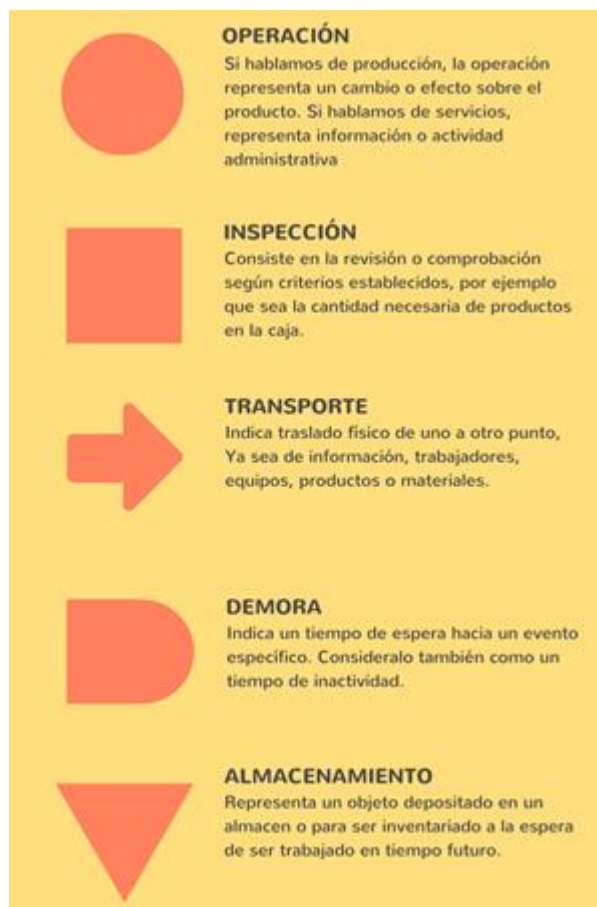 OPERACIÓN
Si hablamos de producción, la operación
representa un cambio o efecto sobre el
producto. Si hablamos de servicios,
representa información o actividad
administrativa
INSPECCIÓN
Consiste en la revisión o comprobación
según criterios establecidos, por ejemplo
que sea la cantidad necesaria de productos
en la caja.
TRANSPORTE
Indica traslado físico de uno a otro punto,
Ya sea de información, trabajadores,
equipos, productos o materiales.
DEMORA
Indica un tiempo de espera hacia un evento
específico. Consideralo también como un
tiempo de inactividad.
ALMACENAMIENTO
Representa un objeto depositado en un
almacen o para ser inventariado a la espera
de ser trabajado en tiempo futuro.